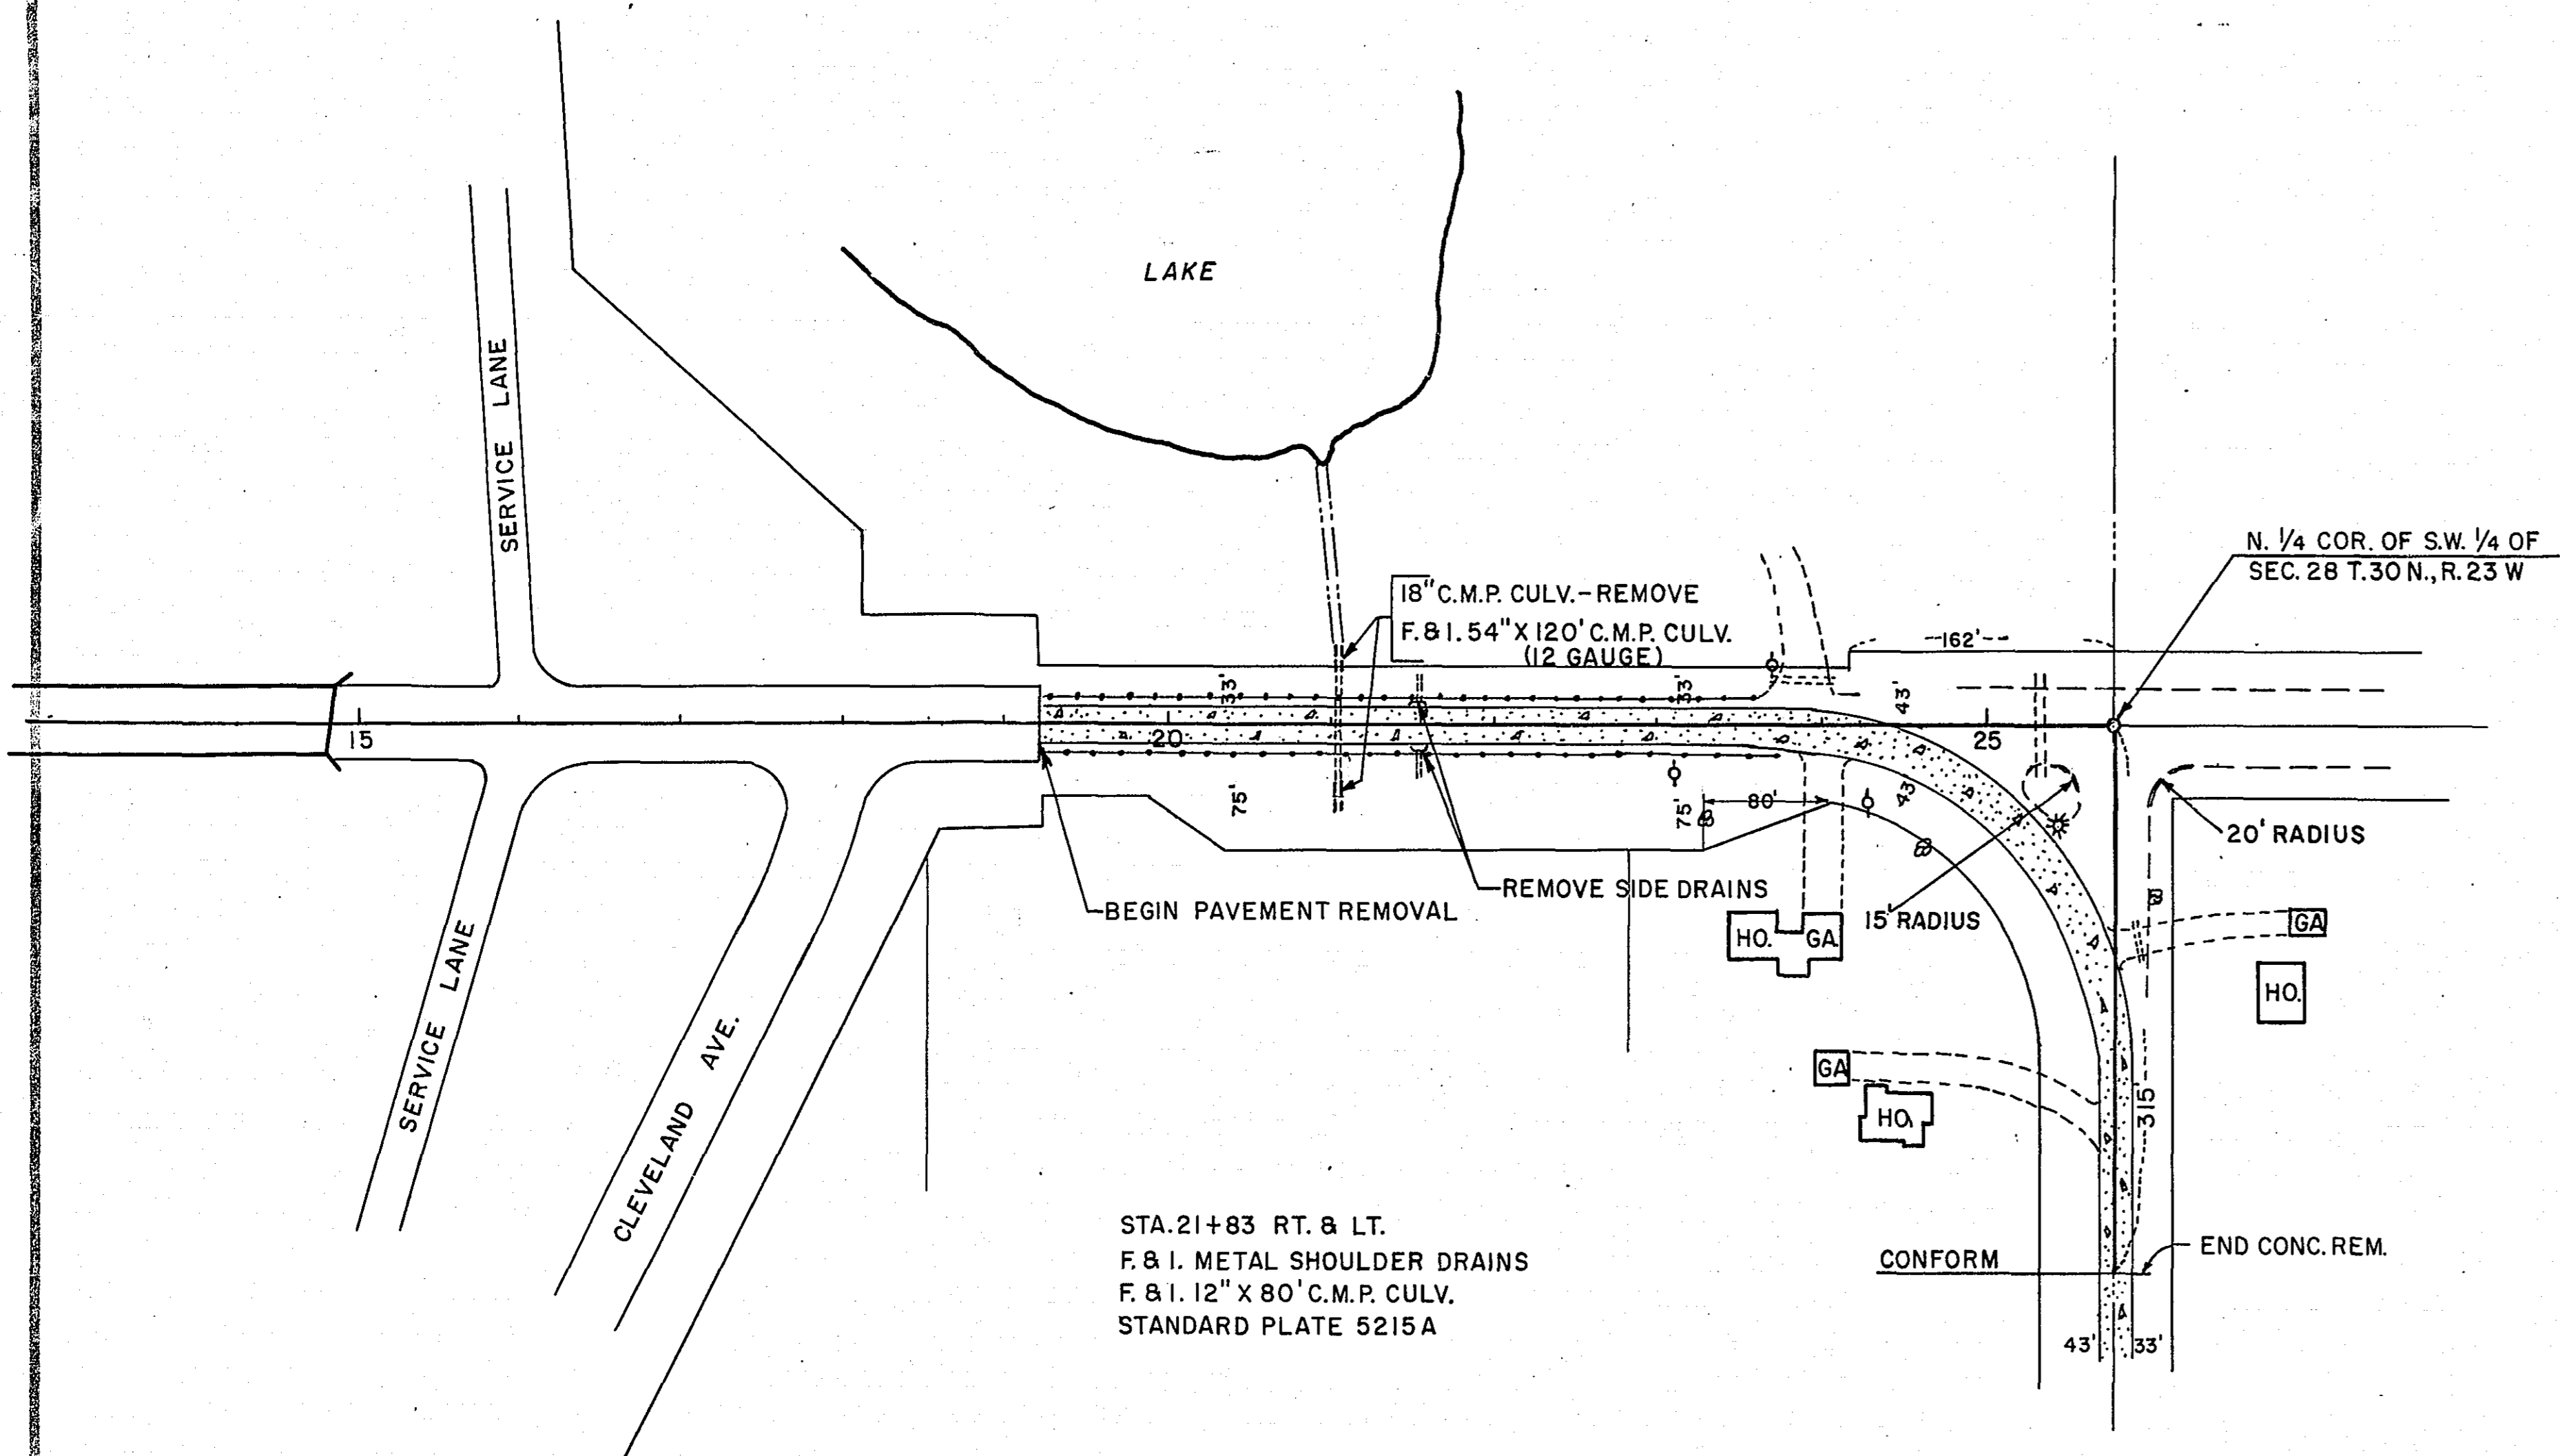 LAKE
SERVICE LANE
N. 1/4 COR. OF S.W. 1/4 OF
SEC. 28 T.30 N., R. 23 W
18" C.M.P. CULV.-REMOVE
F. & I. 54" X 120' C.M.P. CULV.
(12 GAUGE)
162'
33'
33'
43'
15
20
25
75'
75'
80'
43'
20' RADIUS
15' RADIUS
REMOVE SIDE DRAINS
BEGIN PAVEMENT REMOVAL
HO.
GA.
GA
HO.
SERVICE LANE
CLEVELAND AVE.
GA
HO.
315'
STA. 21+83 RT. & LT.
F. & I. METAL SHOULDER DRAINS
F. & I. 12" X 80' C.M.P. CULV.
STANDARD PLATE 5215A
CONFORM
END CONC. REM.
43'
33'